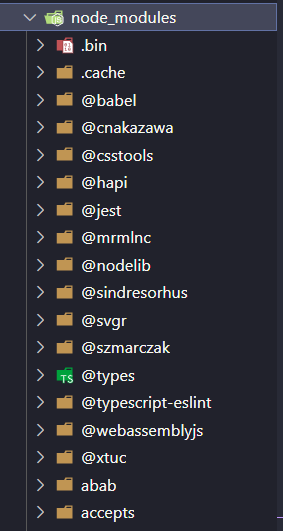 node_modules
.bin
.cache
@babel
@cnakazawa
@csstools
@hapi
@jest
@mrmlnc
@nodelib
@sindresorhus
@svgr
@szmarczak
@types
@typescript-eslint
@webassemblyjs
@xtuc
abab
accepts